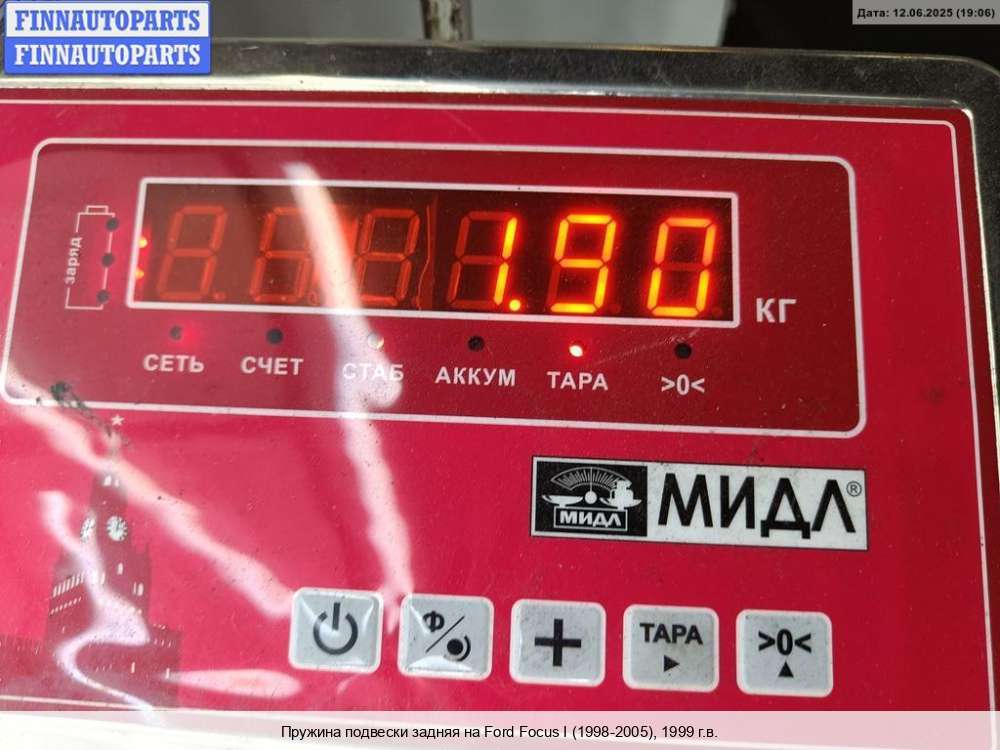 FINNAUTOPARTS
FINNAUTOPARTS
Дата: 12.06.2025 (19:06)
заряд
1.90
КГ
СЕТЬ СЧЕТ СТАБ АККУМ ТАРА >0<
МИДЛ МИДЛ®
Ф ТАРА >0<
Пружина подвески задняя на Ford Focus I (1998-2005), 1999 г.в.